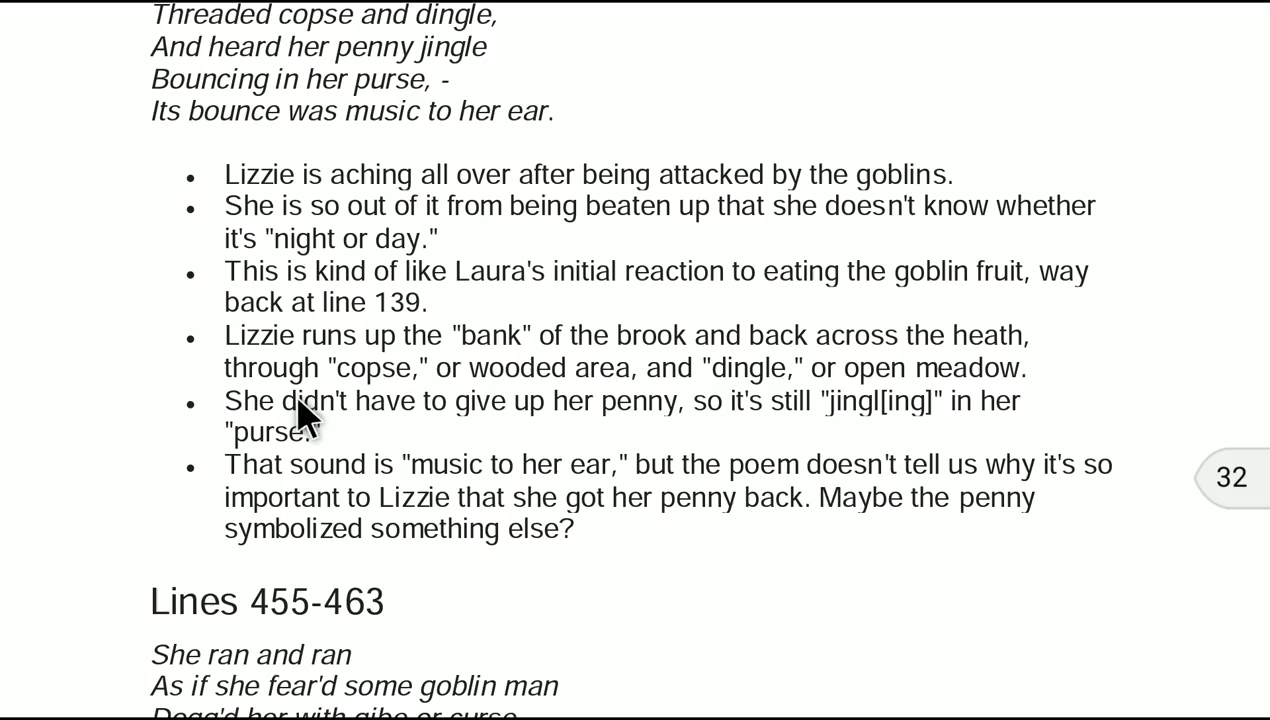 Threaded copse and dingle,
And heard her penny jingle
Bouncing in her purse, -
Its bounce was music to her ear.
• Lizzie is aching all over after being attacked by the goblins.
• She is so out of it from being beaten up that she doesn't know whether
it's "night or day."
• This is kind of like Laura's initial reaction to eating the goblin fruit, way
back at line 139.
• Lizzie runs up the "bank" of the brook and back across the heath,
through "copse," or wooded area, and "dingle," or open meadow.
• She didn't have to give up her penny, so it's still "jingl[ing]" in her
"purse."
• That sound is "music to her ear," but the poem doesn't tell us why it's so
important to Lizzie that she got her penny back. Maybe the penny
symbolized something else?
32
Lines 455-463
She ran and ran
As if she fear'd some goblin man
Dogg'd her with gibe or curse